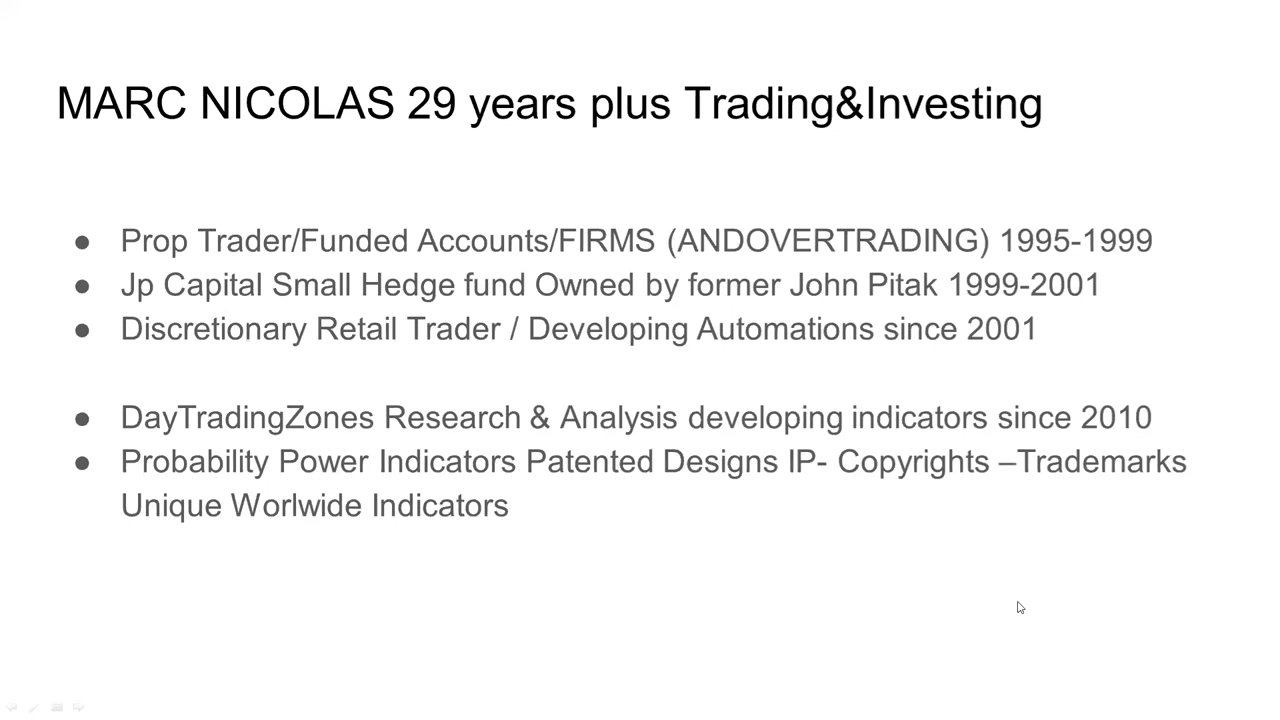 MARC NICOLAS 29 years plus Trading&Investing
● Prop Trader/Funded Accounts/FIRMS (ANDOVERTRADING) 1995-1999
● Jp Capital Small Hedge fund Owned by former John Pitak 1999-2001
● Discretionary Retail Trader / Developing Automations since 2001
● DayTradingZones Research & Analysis developing indicators since 2010
● Probability Power Indicators Patented Designs IP- Copyrights –Trademarks
Unique Worlwide Indicators